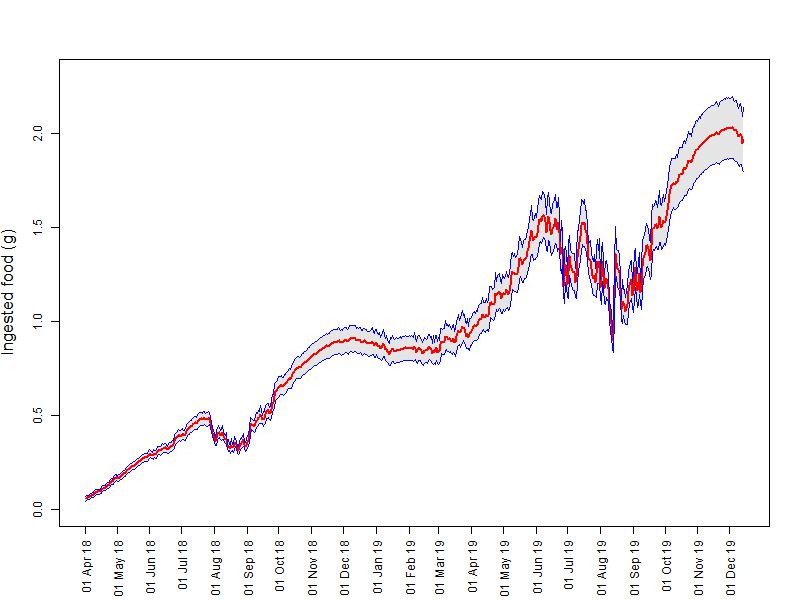 Ingested food (g)
2.0
1.5
1.0
0.5
0.0
01 Apr 18
01 May 18
01 Jun 18
01 Jul 18
01 Aug 18
01 Sep 18
01 Oct 18
01 Nov 18
01 Dec 18
01 Jan 19
01 Feb 19
01 Mar 19
01 Apr 19
01 May 19
01 Jun 19
01 Jul 19
01 Aug 19
01 Sep 19
01 Oct 19
01 Nov 19
01 Dec 19